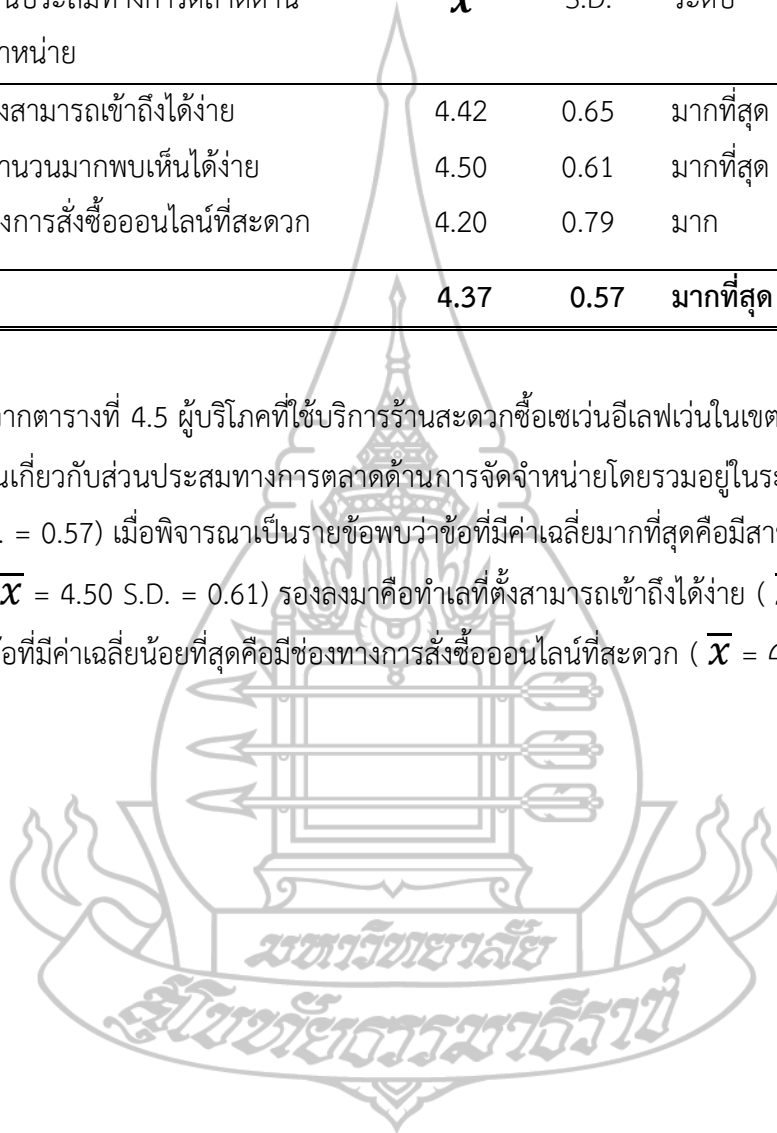 นประสมทางการตลาดด้าน x̄ S.D. ระดับ
าหน่าย
งสามารถเข้าถึงได้ง่าย 4.42 0.65 มากที่สุด
านวนมากพบเห็นได้ง่าย 4.50 0.61 มากที่สุด
งการสั่งซื้อออนไลน์ที่สะดวก 4.20 0.79 มาก
4.37 0.57 มากที่สุด
ากตารางที่ 4.5 ผู้บริโภคที่ใช้บริการร้านสะดวกซื้อเซเว่นอีเลฟเว่นในเขต
นเกี่ยวกับส่วนประสมทางการตลาดด้านการจัดจำหน่ายโดยรวมอยู่ในระ
. = 0.57) เมื่อพิจารณาเป็นรายข้อพบว่าข้อที่มีค่าเฉลี่ยมากที่สุดคือมีสา
x̄ = 4.50 S.D. = 0.61) รองลงมาคือทำเลที่ตั้งสามารถเข้าถึงได้ง่าย (
อที่มีค่าเฉลี่ยน้อยที่สุดคือมีช่องทางการสั่งซื้อออนไลน์ที่สะดวก ( x̄ = 4
มหาวิทยาลัย
สุโขทัยธรรมาธิราช